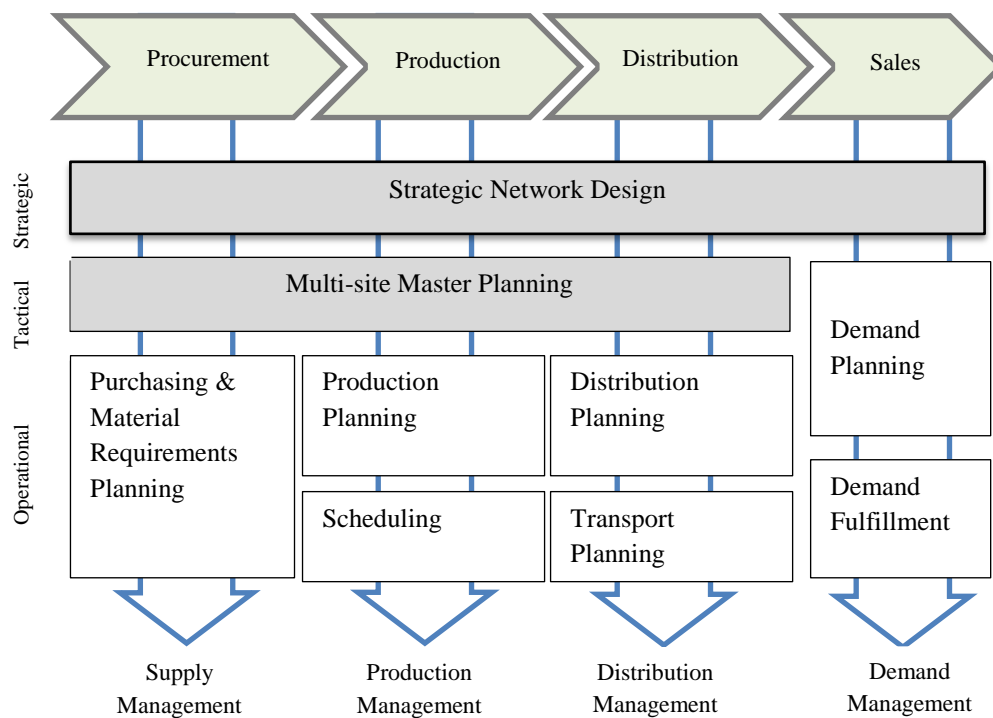 Procurement
Production
Distribution
Sales
Strategic
Strategic Network Design
Tactical
Multi-site Master Planning
Demand
Planning
Operational
Purchasing &
Material
Requirements
Planning
Production
Planning
Distribution
Planning
Scheduling
Transport
Planning
Demand
Fulfillment
Supply
Management
Production
Management
Distribution
Management
Demand
Management